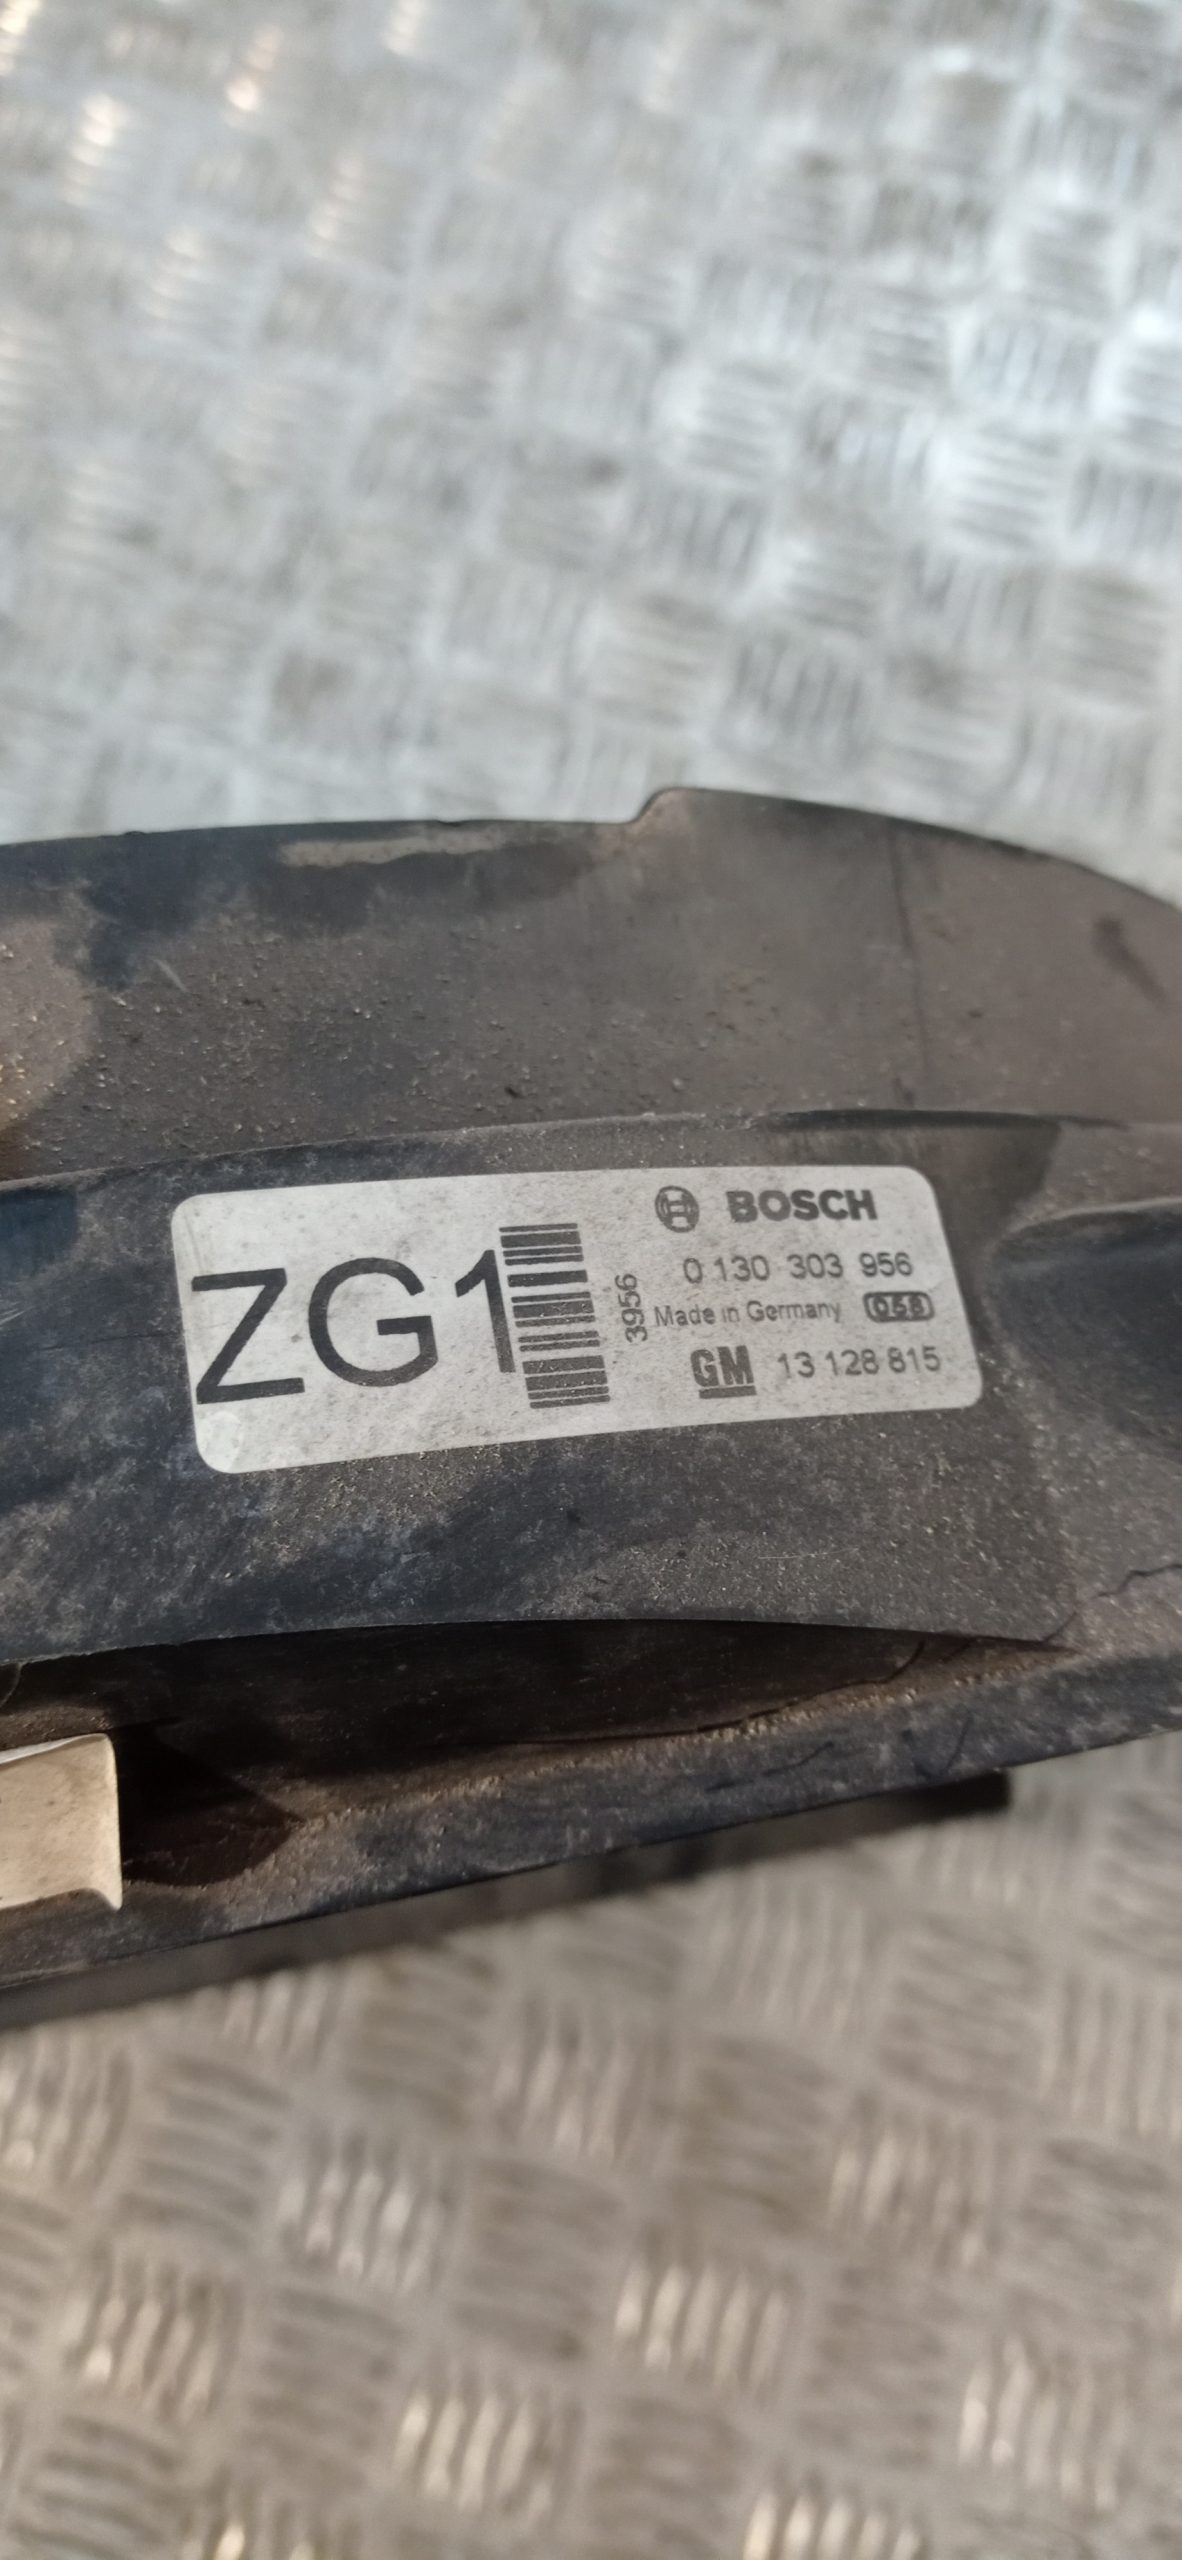 ZG1
3956
BOSCH
0 130 303 956
Made in Germany
GM 13 128 815